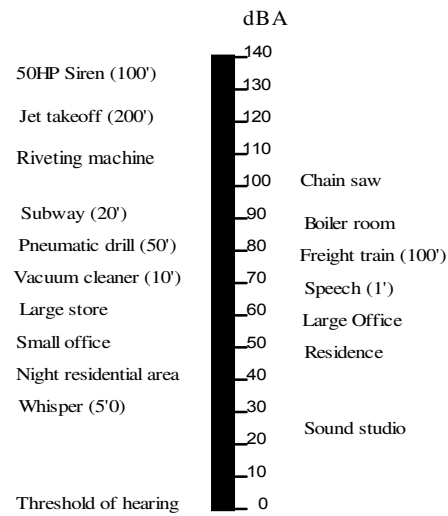 dBA
140
50HP Siren (100')
130
Jet takeoff (200')
120
110
Riveting machine
100
Chain saw
Subway (20')
90
Boiler room
Pneumatic drill (50')
80
Freight train (100')
Vacuum cleaner (10')
70
Speech (1')
Large store
60
Large Office
Small office
50
Residence
Night residential area
40
Whisper (5'0)
30
Sound studio
20
10
Threshold of hearing
0